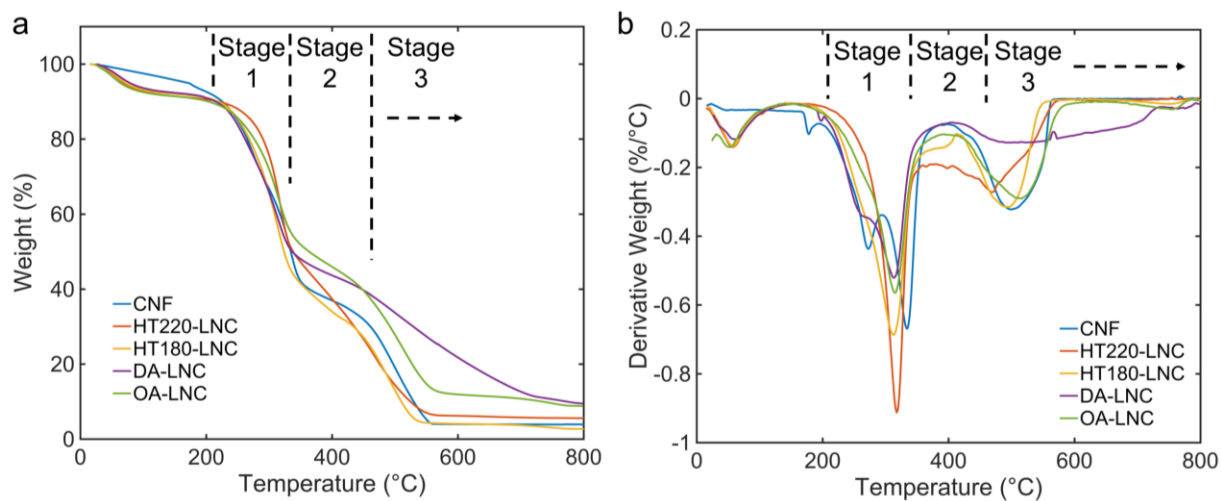 a
Stage Stage Stage
1 2 3
100
80
60
40
20
0
Weight (%)
CNF
HT220-LNC
HT180-LNC
DA-LNC
OA-LNC
0 200 400 600 800
Temperature (°C)
b
Stage Stage Stage
1 2 3
0.2
0
-0.2
-0.4
-0.6
-0.8
-1
Derivative Weight (%/°C)
CNF
HT220-LNC
HT180-LNC
DA-LNC
OA-LNC
0 200 400 600 800
Temperature (°C)